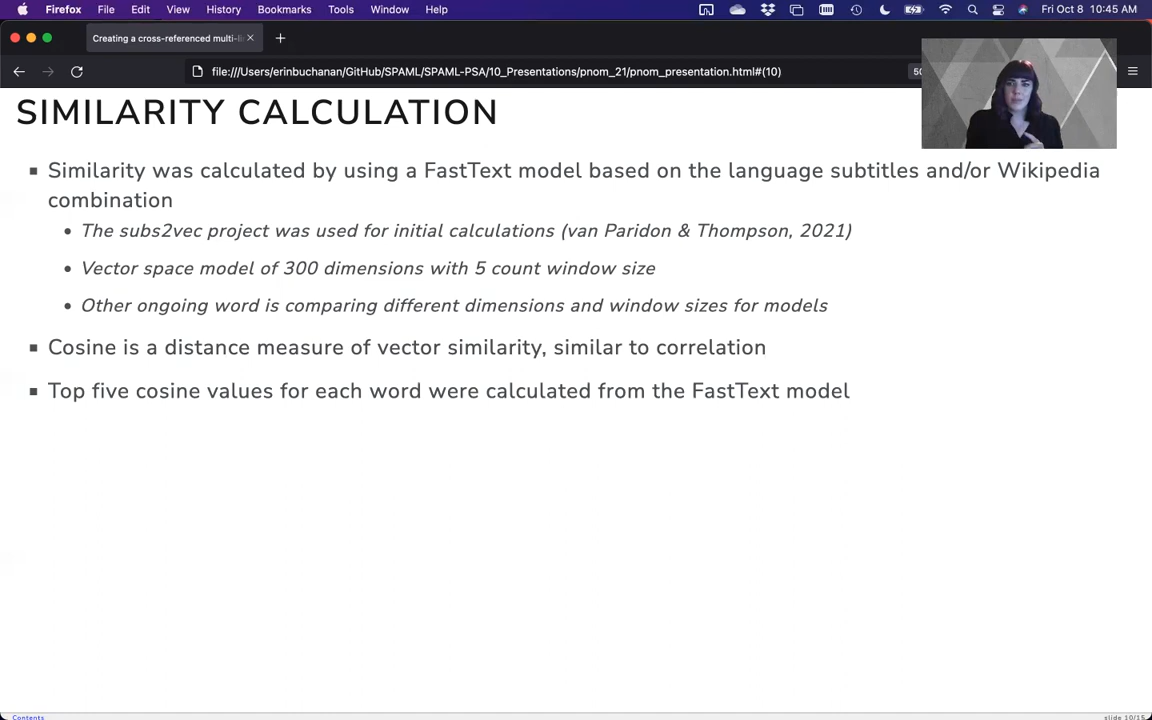 Firefox File Edit View History Bookmarks Tools Window Help Fri Oct 8 10:45 AM
Creating a cross-referenced multi-li
file:///Users/erinbuchanan/GitHub/SPAML/SPAML-PSA/10_Presentations/pnom_21/pnom_presentation.html#(10)
SIMILARITY CALCULATION
Similarity was calculated by using a FastText model based on the language subtitles and/or Wikipedia
combination
The subs2vec project was used for initial calculations (van Paridon & Thompson, 2021)
Vector space model of 300 dimensions with 5 count window size
Other ongoing word is comparing different dimensions and window sizes for models
Cosine is a distance measure of vector similarity, similar to correlation
Top five cosine values for each word were calculated from the FastText model
Contents slide 10/15